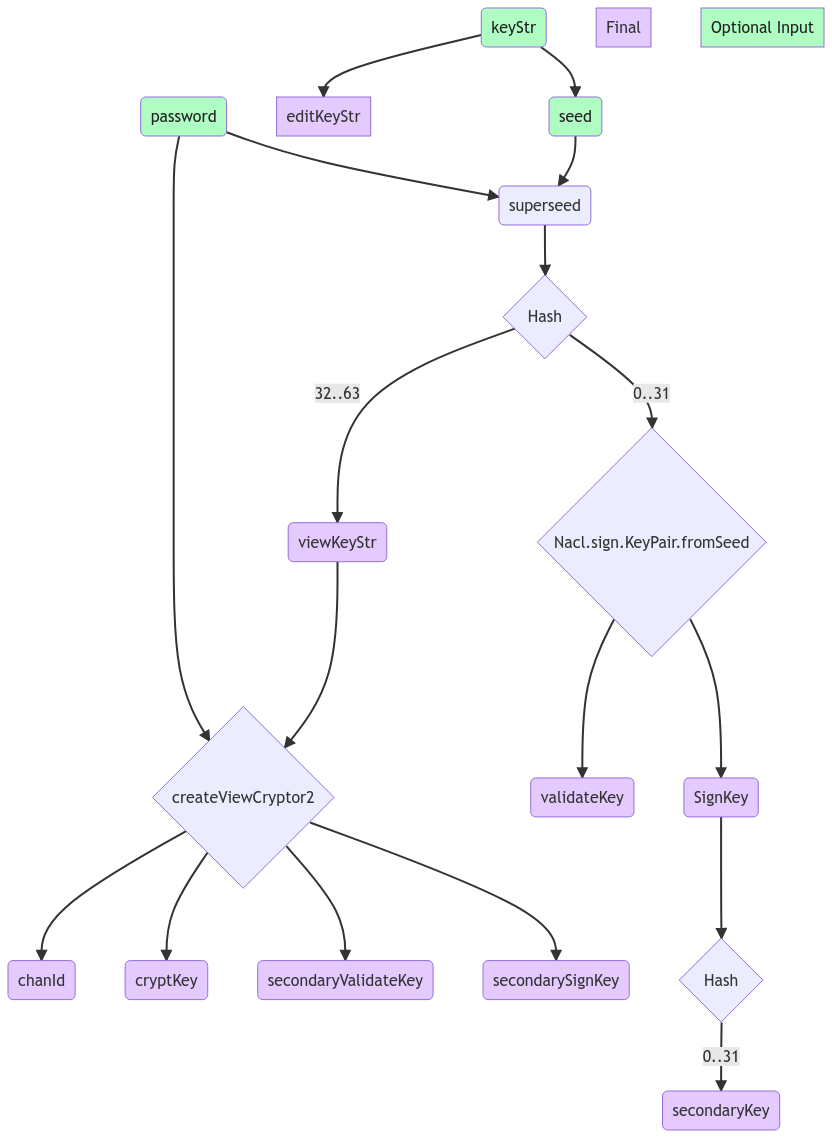 keyStr
Final
Optional Input
password
editKeyStr
seed
superseed
Hash
32..63
0..31
viewKeyStr
Nacl.sign.KeyPair.fromSeed
createViewCryptor2
validateKey
SignKey
chanId
cryptKey
secondaryValidateKey
secondarySignKey
Hash
0..31
secondaryKey